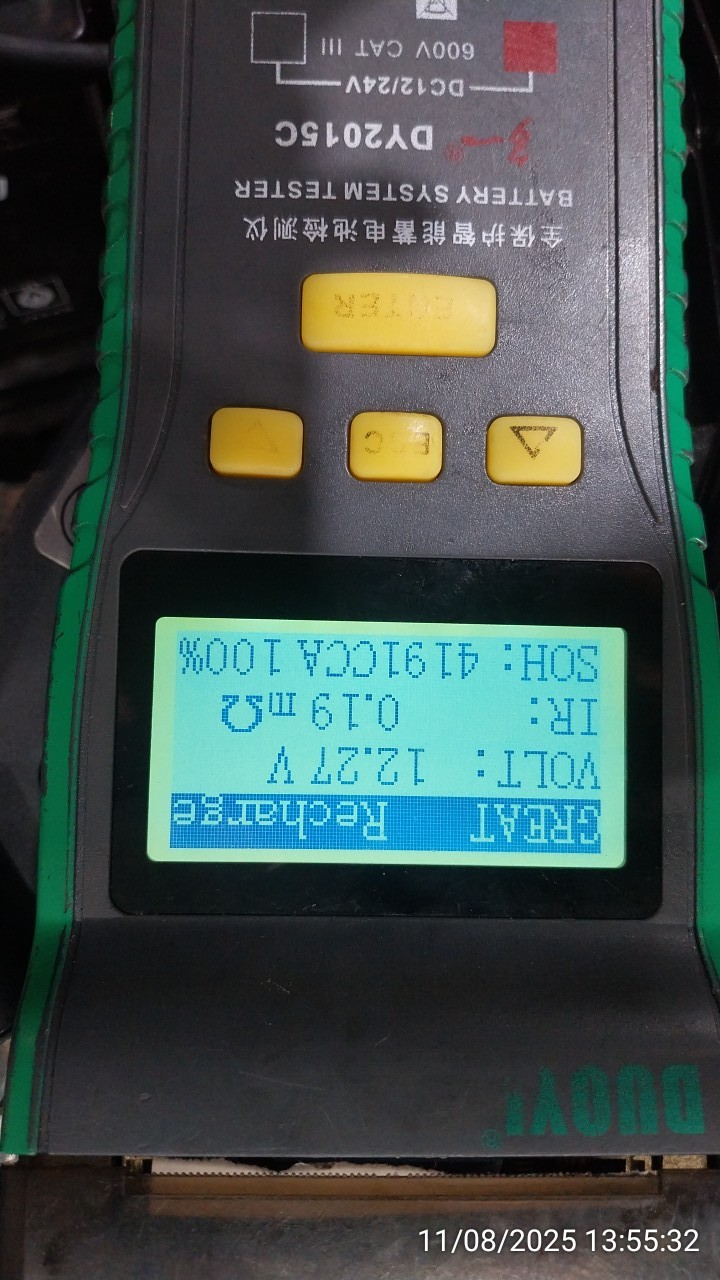 DUOYI®
GREAT Recharge
VOLT: 12.27 V
IR: 0.19 mΩ
SOH: 4191CCA 100%
ESC
ENTER
全保护智能蓄电池检测仪
BATTERY SYSTEM TESTER
DY2015C
DC12/24V
600V CAT III
11/08/2025 13:55:32